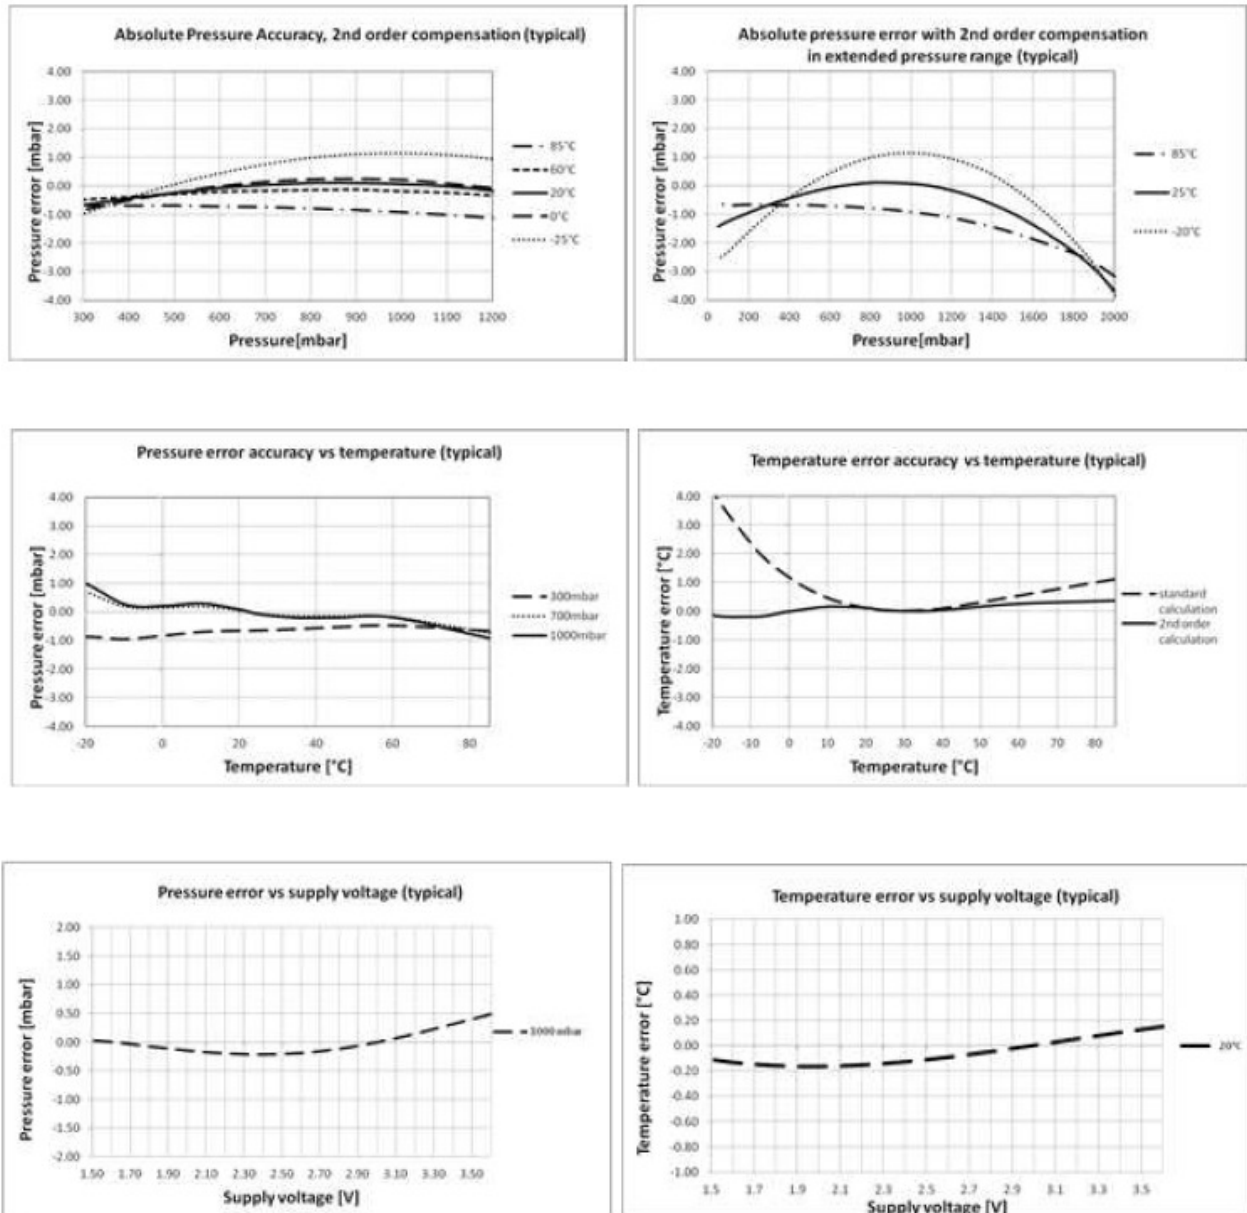 Absolute Pressure Accuracy, 2nd order compensation (typical)
Pressure error [mbar]
4.00
3.00
2.00
1.00
0.00
-1.00
-2.00
-3.00
-4.00
300 400 500 600 700 800 900 1000 1100 1200
Pressure[mbar]
85°C
60°C
20°C
0°C
-25°C
Absolute pressure error with 2nd order compensation
in extended pressure range (typical)
Pressure error [mbar]
4.00
3.00
2.00
1.00
0.00
-1.00
-2.00
-3.00
-4.00
0 200 400 600 800 1000 1200 1400 1600 1800 2000
Pressure[mbar]
85°C
25°C
-20°C
Pressure error accuracy vs temperature (typical)
Pressure error [mbar]
4.00
3.00
2.00
1.00
0.00
-1.00
-2.00
-3.00
-4.00
-20 0 20 40 60 80
Temperature [°C]
300mbar
700mbar
1000mbar
Temperature error accuracy vs temperature (typical)
Temperature error [°C]
4.00
3.00
2.00
1.00
0.00
-1.00
-2.00
-3.00
-4.00
-20 -10 0 10 20 30 40 50 60 70 80
Temperature [°C]
standard
calculation
2nd order
calculation
Pressure error vs supply voltage (typical)
Pressure error [mbar]
2.00
1.50
1.00
0.50
0.00
-0.50
-1.00
-1.50
-2.00
1.50 1.70 1.90 2.10 2.30 2.50 2.70 2.90 3.10 3.30 3.50
Supply voltage [V]
1000 mbar
Temperature error vs supply voltage (typical)
Temperature error [°C]
1.00
0.80
0.60
0.40
0.20
0.00
-0.20
-0.40
-0.60
-0.80
-1.00
1.5 1.7 1.9 2.1 2.3 2.5 2.7 2.9 3.1 3.3 3.5
Supply voltage [V]
20°C